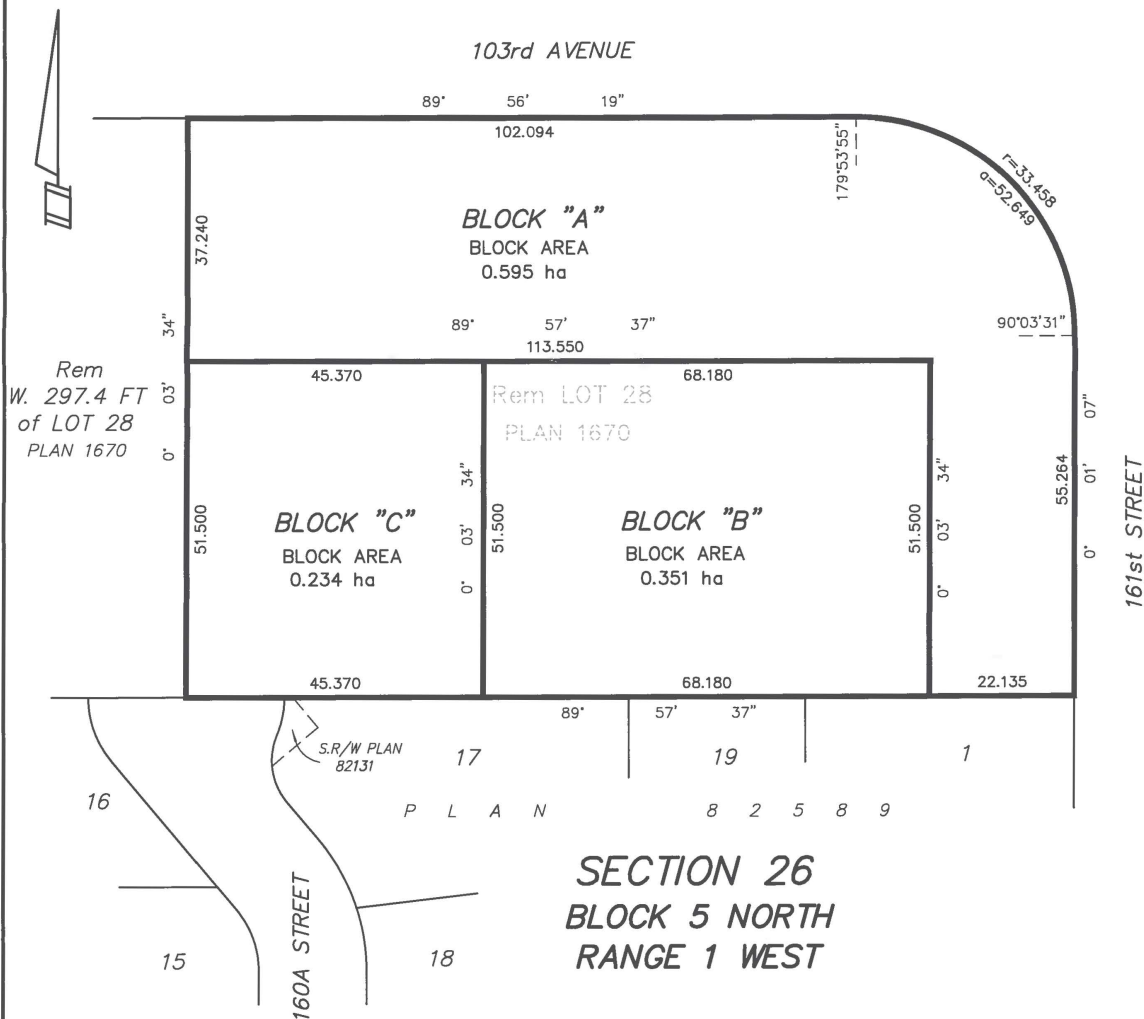 103rd AVENUE
89° 56' 19"
102.094
179°53'55"
r=33.458
a=52.649
37.240
BLOCK "A"
BLOCK AREA
0.595 ha
34"
03'
0°
89° 57' 37"
113.550
90°03'31"
Rem
W. 297.4 FT
of LOT 28
PLAN 1670
45.370
68.180
Rem LOT 28
PLAN 1670
07"
01'
0°
55.264
161st STREET
51.500
BLOCK "C"
BLOCK AREA
0.234 ha
34"
03'
0°
51.500
BLOCK "B"
BLOCK AREA
0.351 ha
51.500
34"
03'
0°
45.370
68.180
22.135
89° 57' 37"
S.R/W PLAN
82131
17
19
1
16
PLAN 82589
SECTION 26
BLOCK 5 NORTH
RANGE 1 WEST
15
160A STREET
18